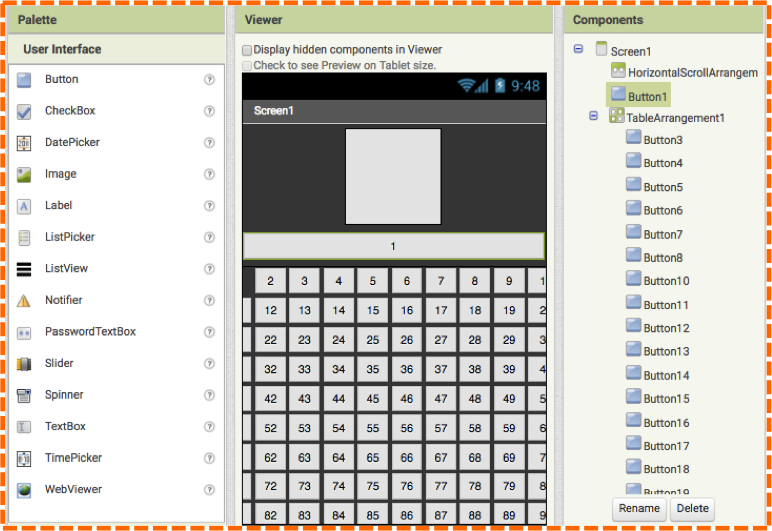 Palette
User Interface
Button
CheckBox
DatePicker
Image
Label
ListPicker
ListView
Notifier
PasswordTextBox
Slider
Spinner
TextBox
TimePicker
WebViewer
Viewer
Display hidden components in Viewer
Check to see Preview on Tablet size.
9:48
Screen1
1
2 3 4 5 6 7 8 9 1
12 13 14 15 16 17 18 19 2
22 23 24 25 26 27 28 29 3
32 33 34 35 36 37 38 39 4
42 43 44 45 46 47 48 49 5
52 53 54 55 56 57 58 59 6
62 63 64 65 66 67 68 69 7
72 73 74 75 76 77 78 79 8
82 83 84 85 86 87 88 89 9
Components
Screen1
HorizontalScrollArrangem
Button1
TableArrangement1
Button3
Button4
Button5
Button6
Button7
Button8
Button10
Button11
Button12
Button13
Button14
Button15
Button16
Button17
Button18
Button19
Rename Delete